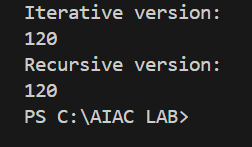 Iterative version:
120
Recursive version:
120
PS C:\AIAC LAB>